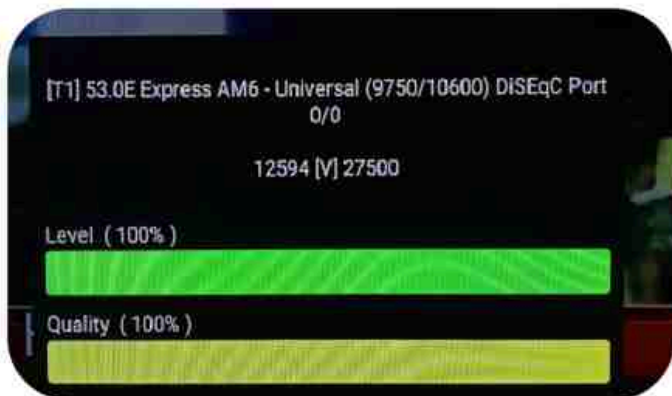 [T1] 53.0E Express AM6 - Universal (9750/10600) DiSEqC Port
0/0
12594 [V] 27500
Level ( 100% )
Quality ( 100% )